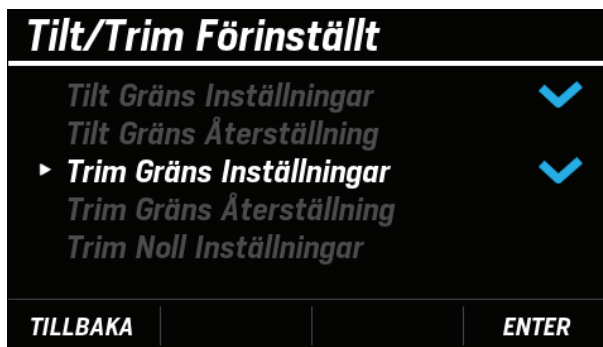 Tilt/Trim Förinställt
Tilt Gräns Inställningar
Tilt Gräns Återställning
Trim Gräns Inställningar
Trim Gräns Återställning
Trim Noll Inställningar
TILLBAKA ENTER